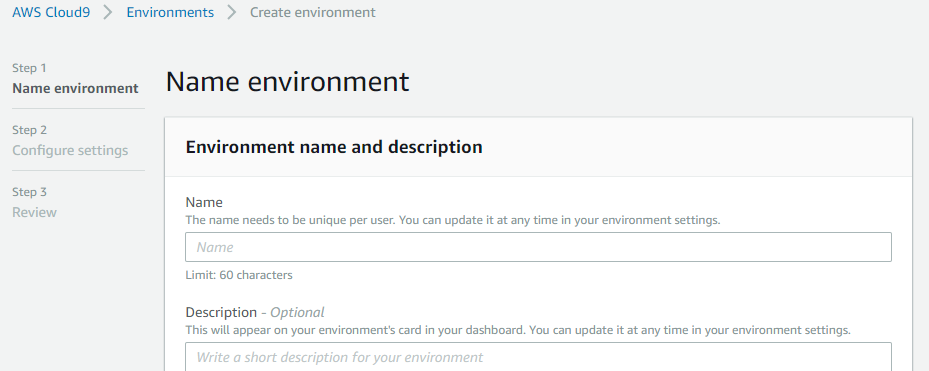 AWS Cloud9 > Environments > Create environment
Step 1
Name environment
Step 2
Configure settings
Step 3
Review
Name environment
Environment name and description
Name
The name needs to be unique per user. You can update it at any time in your environment settings.
Name
Limit: 60 characters
Description - Optional
This will appear on your environment's card in your dashboard. You can update it at any time in your environment settings.
Write a short description for your environment